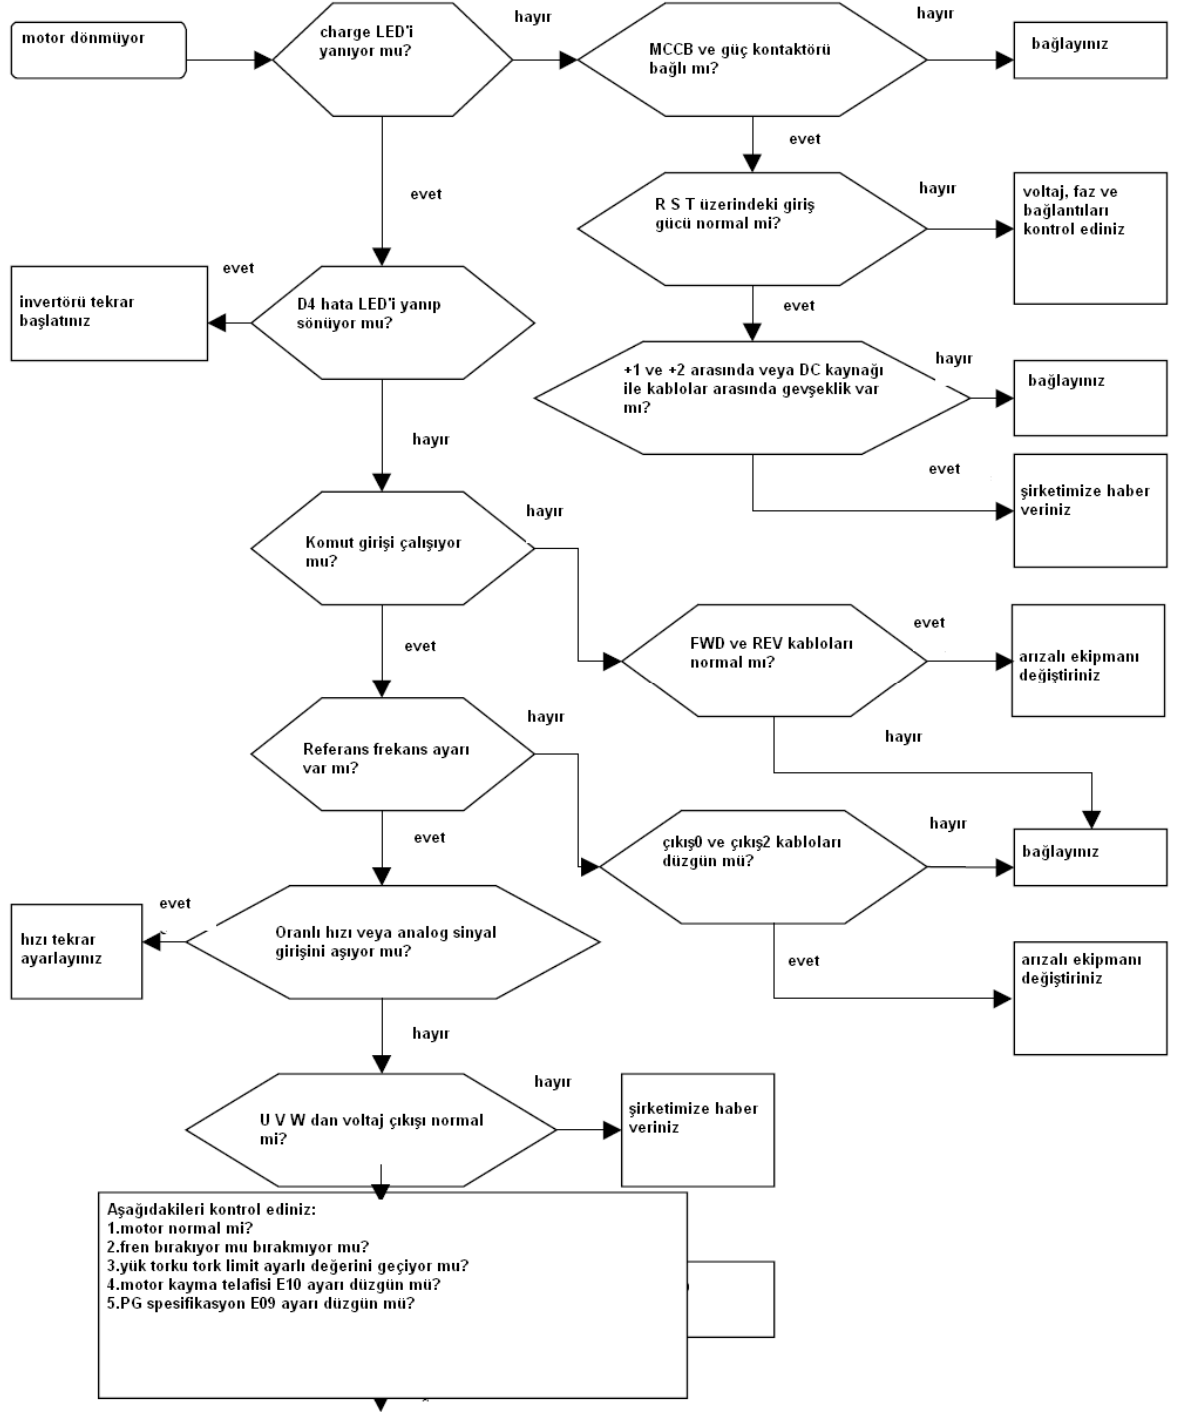 motor dönmüyor
charge LED'i
yanıyor mu?
hayır
MCCB ve güç kontaktörü
bağlı mı?
hayır
bağlayınız
evet
evet
R S T üzerindeki giriş
gücü normal mi?
hayır
voltaj, faz ve
bağlantıları
kontrol ediniz
evet
invertörü tekrar
başlatınız
D4 hata LED'i yanıp
sönüyor mu?
evet
+1 ve +2 arasında veya DC kaynağı
ile kablolar arasında gevşeklik var
mı?
hayır
bağlayınız
hayır
evet
şirketimize haber
veriniz
Komut girişi çalışıyor
mu?
hayır
FWD ve REV kabloları
normal mı?
evet
arızalı ekipmanı
değiştiriniz
evet
hayır
Referans frekans ayarı
var mı?
hayır
çıkış0 ve çıkış2 kabloları
düzgün mü?
hayır
bağlayınız
evet
evet
hızı tekrar
ayarlayınız
Oranlı hızı veya analog sinyal
girişini aşıyor mu?
evet
arızalı ekipmanı
değiştiriniz
hayır
U V W dan voltaj çıkışı normal
mi?
hayır
şirketimize haber
veriniz
Aşağıdakileri kontrol ediniz:
1.motor normal mi?
2.fren bırakıyor mu bırakmıyor mu?
3.yük torku tork limit ayarlı değerini geçiyor mu?
4.motor kayma telafisi E10 ayarı düzgün mü?
5.PG spesifikasyon E09 ayarı düzgün mü?